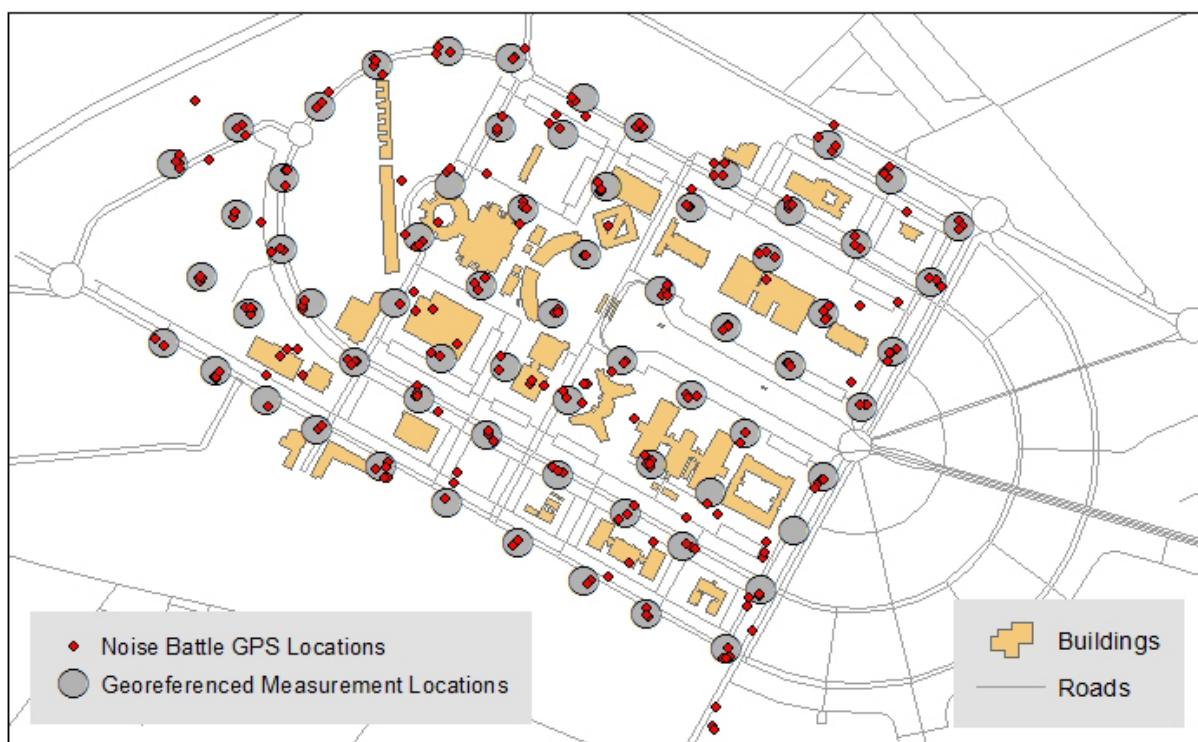 Noise Battle GPS Locations
Georeferenced Measurement Locations
Buildings
Roads